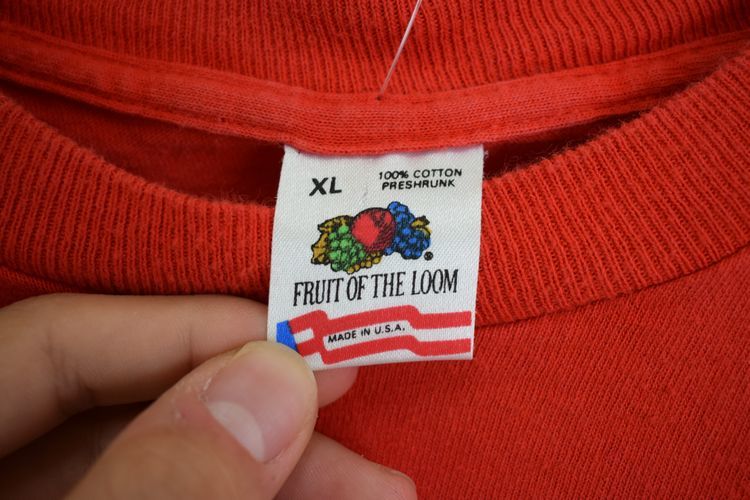 XL
100% COTTON
PRESHRUNK
®
FRUIT OF THE LOOM
MADE IN U.S.A.